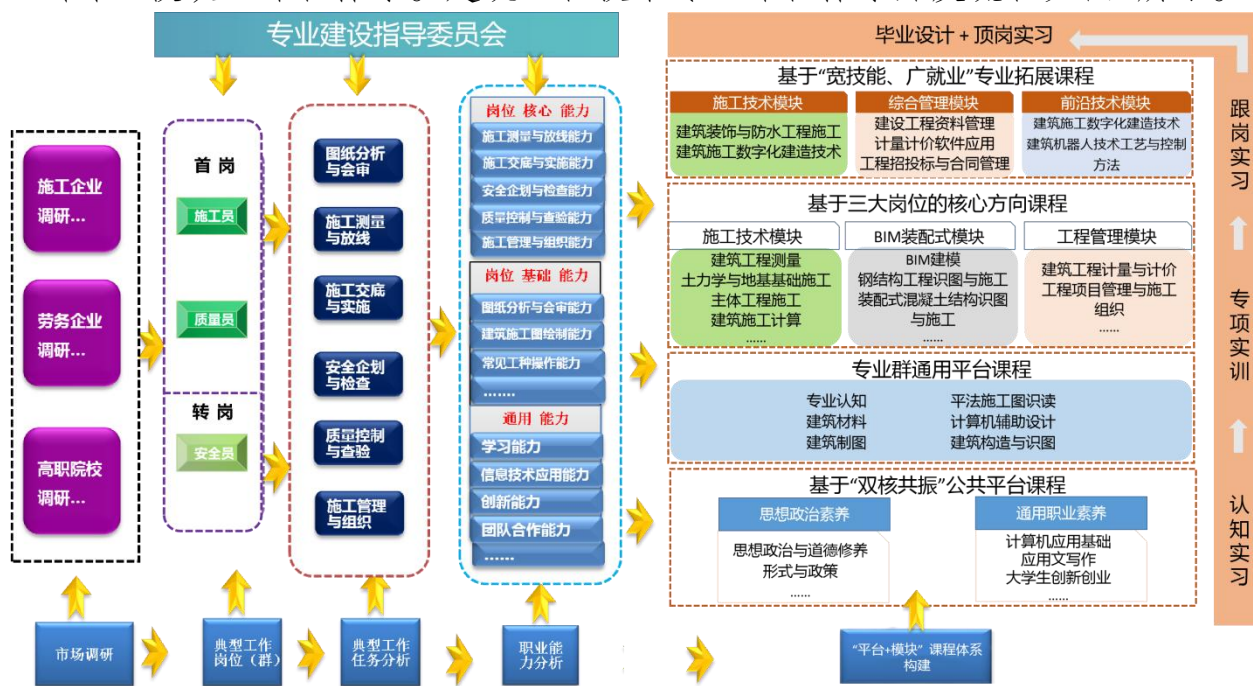 专业建设指导委员会
施工企业
调研...
劳务企业
调研...
高职院校
调研...
首岗
施工员
质量员
转岗
安全员
图纸分析
与会审
施工测量
与放线
施工交底
与实施
安全企划
与检查
质量控制
与查验
施工管理
与组织
岗位 核心 能力
施工测量与放线能力
施工交底与实施能力
安全企划与检查能力
质量控制与查验能力
施工管理与组织能力
岗位 基础 能力
图纸分析与会审能力
建筑施工图绘制能力
常见工种操作能力
.......
通用 能力
学习能力
信息技术应用能力
创新能力
团队合作能力
......
毕业设计+顶岗实习
基于“宽技能、广就业”专业拓展课程
施工技术模块
建筑装饰与防水工程施工
建筑施工数字化建造技术
综合管理模块
建设工程资料管理
计量计价软件应用
工程招投标与合同管理
前沿技术模块
建筑施工数字化建造技术
建筑机器人技术工艺与控制
方法
基于三大岗位的核心方向课程
施工技术模块
建筑工程测量
土力学与地基基础施工
主体工程施工
建筑施工计算
......
BIM装配式模块
BIM建模
钢结构工程识图与施工
装配式混凝土结构识图
与施工
......
工程管理模块
建筑工程计量与计价
工程项目管理与施工
组织
......
专业群通用平台课程
专业认知
建筑材料
建筑制图
平法施工图识读
计算机辅助设计
建筑构造与识图
基于“双核共振”公共平台课程
思想政治素养
思想政治与道德修养
形式与政策
......
通用职业素养
计算机应用基础
应用文写作
大学生创新创业
......
跟岗实习
专项实训
认知实习
市场调研
典型工作
岗位（群）
典型工作
任务分析
职业能
力分析
“平台+模块”课程体系
构建